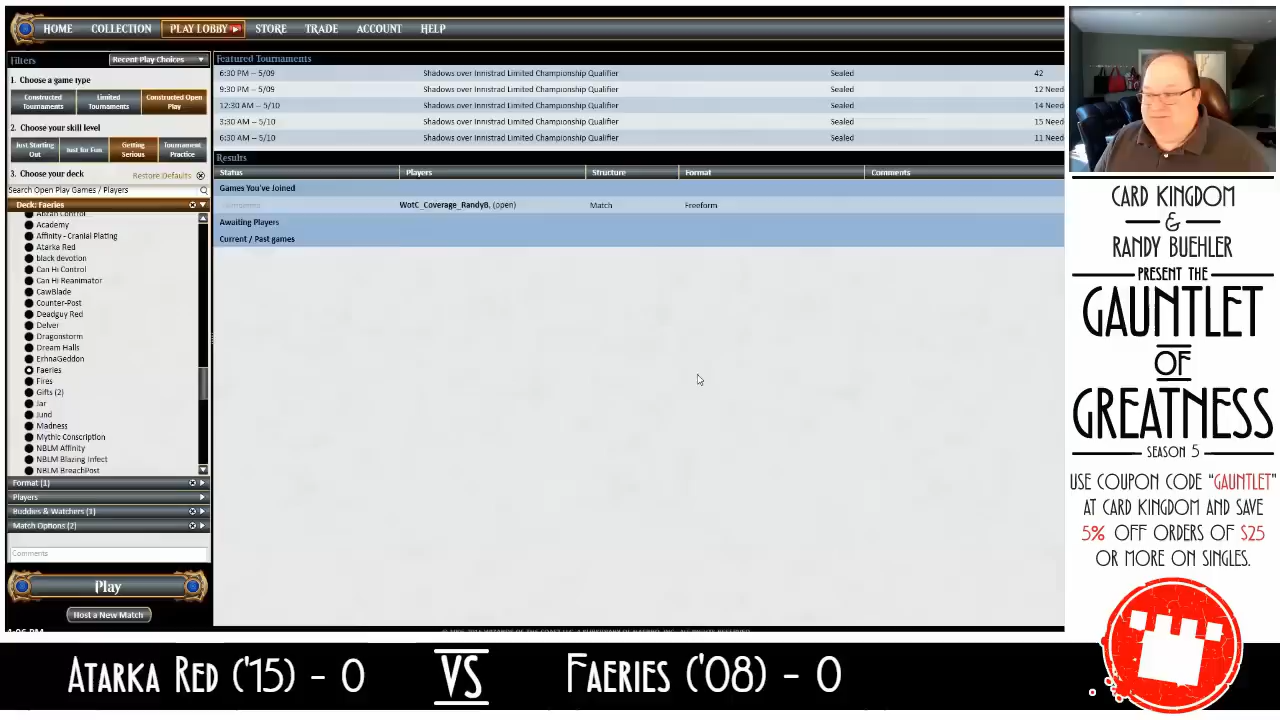 HOME COLLECTION PLAY LOBBY STORE TRADE ACCOUNT HELP
Filters Recent Play Choices
1. Choose a game type
Constructed Tournaments Limited Tournaments Constructed Open Play
2. Choose your skill level
Just Starting Out Just for Fun Getting Serious Tournament Practice
3. Choose your deck Restore Defaults
Search Open Play Games / Players
Deck: Faeries
Abzan Control
Academy
Affinity - Cranial Plating
Atarka Red
black devotion
Can Hi Control
Can Hi Reanimator
CawBlade
Counter-Post
Deadguy Red
Delver
Dragonstorm
Dream Halls
ErhnaGeddon
Faeries
Fires
Gifts (2)
Jar
Jund
Madness
Mythic Conscription
NBLM Affinity
NBLM Blazing Infect
NBLM BreachPost
Format (1)
Players
Buddies & Watchers (1)
Match Options (2)
Comments
Play
Host a New Match
4:06 PM
Featured Tournaments
6:30 PM -- 5/09 Shadows over Innistrad Limited Championship Qualifier Sealed 42
9:30 PM -- 5/09 Shadows over Innistrad Limited Championship Qualifier Sealed 12 Need
12:30 AM -- 5/10 Shadows over Innistrad Limited Championship Qualifier Sealed 14 Need
3:30 AM -- 5/10 Shadows over Innistrad Limited Championship Qualifier Sealed 15 Need
6:30 AM -- 5/10 Shadows over Innistrad Limited Championship Qualifier Sealed 11 Need
Results
Status Players Structure Format Comments
Games You've Joined
WotC_Coverage_RandyB, (open) Match Freeform
Awaiting Players
Current / Past games
CARD KINGDOM
&
RANDY BUEHLER
PRESENT THE
GAUNTLET
OF
GREATNESS
SEASON 5
USE COUPON CODE "GAUNTLET"
AT CARD KINGDOM AND SAVE
5% OFF ORDERS OF $25
OR MORE ON SINGLES.
ATARKA RED ('15) - 0 VS FAERIES ('08) - 0